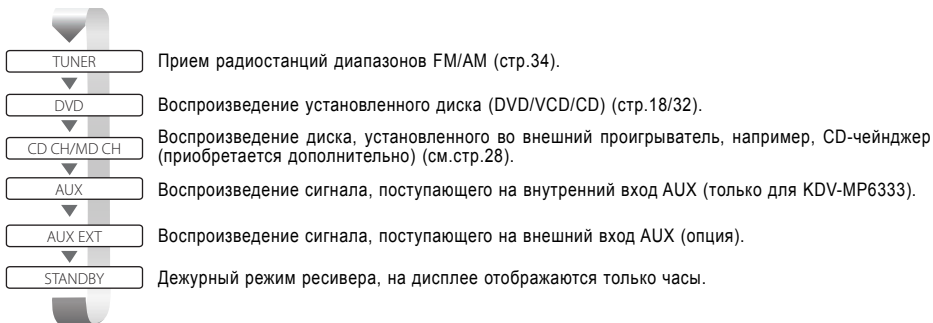 TUNER Прием радиостанций диапазонов FM/AM (стр.34).
DVD Воспроизведение установленного диска (DVD/VCD/CD) (стр.18/32).
CD CH/MD CH Воспроизведение диска, установленного во внешний проигрыватель, например, CD-чейнджер
(приобретается дополнительно) (см.стр.28).
AUX Воспроизведение сигнала, поступающего на внутренний вход AUX (только для KDV-MP6333).
AUX EXT Воспроизведение сигнала, поступающего на внешний вход AUX (опция).
STANDBY Дежурный режим ресивера, на дисплее отображаются только часы.